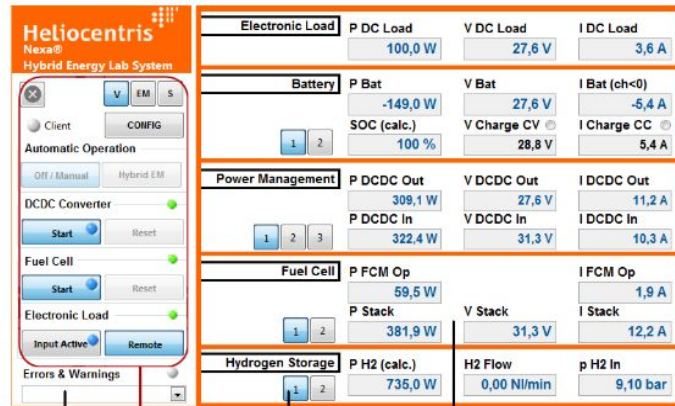 Heliocentris
Nexa®
Hybrid Energy Lab System
V EM S
Client CONFIG
Automatic Operation
Off / Manual Hybrid EM
DCDC Converter
Start Reset
Fuel Cell
Start Reset
Electronic Load
Input Active Remote
Errors & Warnings
Electronic Load P DC Load V DC Load I DC Load
100,0 W 27,6 V 3,6 A
Battery P Bat V Bat I Bat (ch<0)
-149,0 W 27,6 V -5,4 A
SOC (calc.) V Charge CV I Charge CC
1 2 100 % 28,8 V 5,4 A
Power Management P DCDC Out V DCDC Out I DCDC Out
309,1 W 27,6 V 11,2 A
P DCDC In V DCDC In I DCDC In
1 2 3 322,4 W 31,3 V 10,3 A
Fuel Cell P FCM Op I FCM Op
59,5 W 1,9 A
P Stack V Stack I Stack
1 2 381,9 W 31,3 V 12,2 A
Hydrogen Storage P H2 (calc.) H2 Flow p H2 In
1 2 735,0 W 0,00 Nl/min 9,10 bar